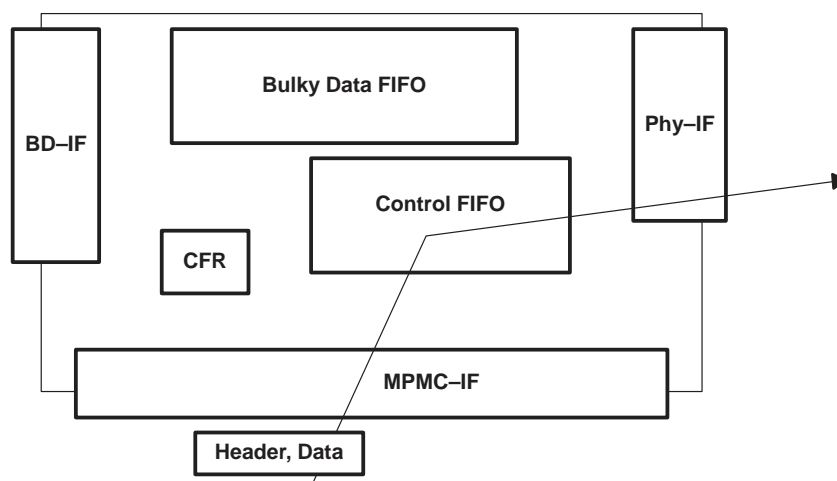 Bulky Data FIFO
BD–IF
Phy–IF
Control FIFO
CFR
MPMC–IF
Header, Data